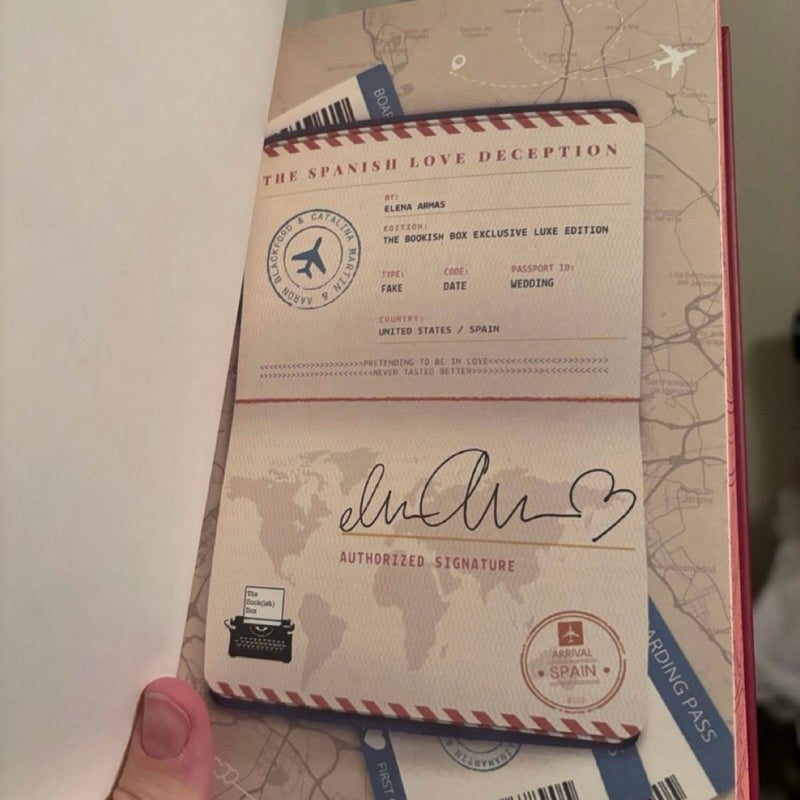 BOAR
THE SPANISH LOVE DECEPTION
BY:
ELENA ARMAS
EDITION:
THE BOOKISH BOX EXCLUSIVE LUXE EDITION
CATALINA MARTIN & AARON BLACKFORD &
TYPE: CODE: PASSPORT ID:
FAKE DATE WEDDING
COUNTRY:
UNITED STATES / SPAIN
PRETENDING TO BE IN LOVE
NEVER TASTED BETTER
AUTHORIZED SIGNATURE
The
Book(ish)
Box
ARRIVAL
SPAIN
ARDING PASS
FIRST